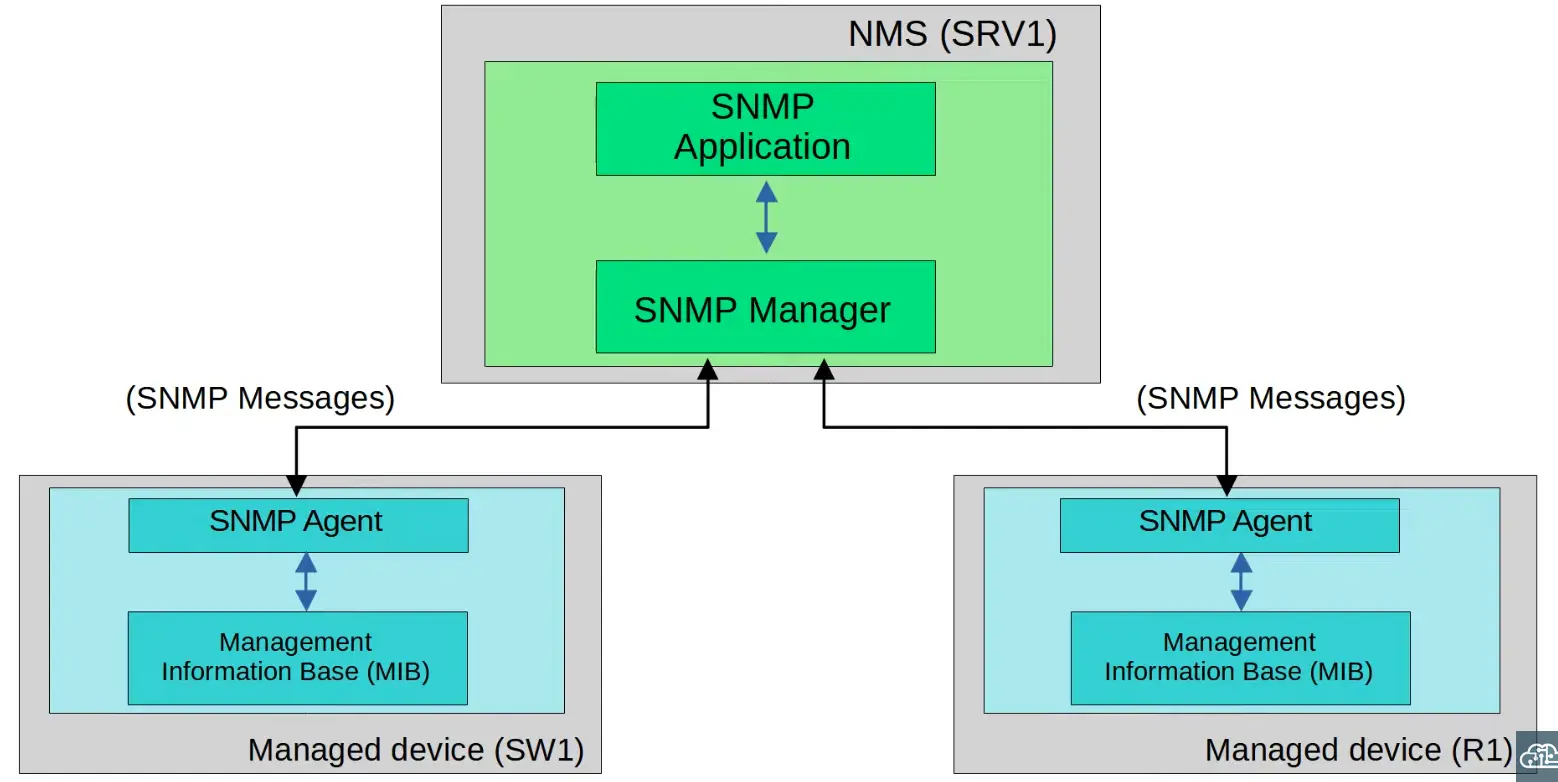 NMS (SRV1)
SNMP
Application
SNMP Manager
(SNMP Messages)
(SNMP Messages)
SNMP Agent
Management
Information Base (MIB)
Managed device (SW1)
SNMP Agent
Management
Information Base (MIB)
Managed device (R1)